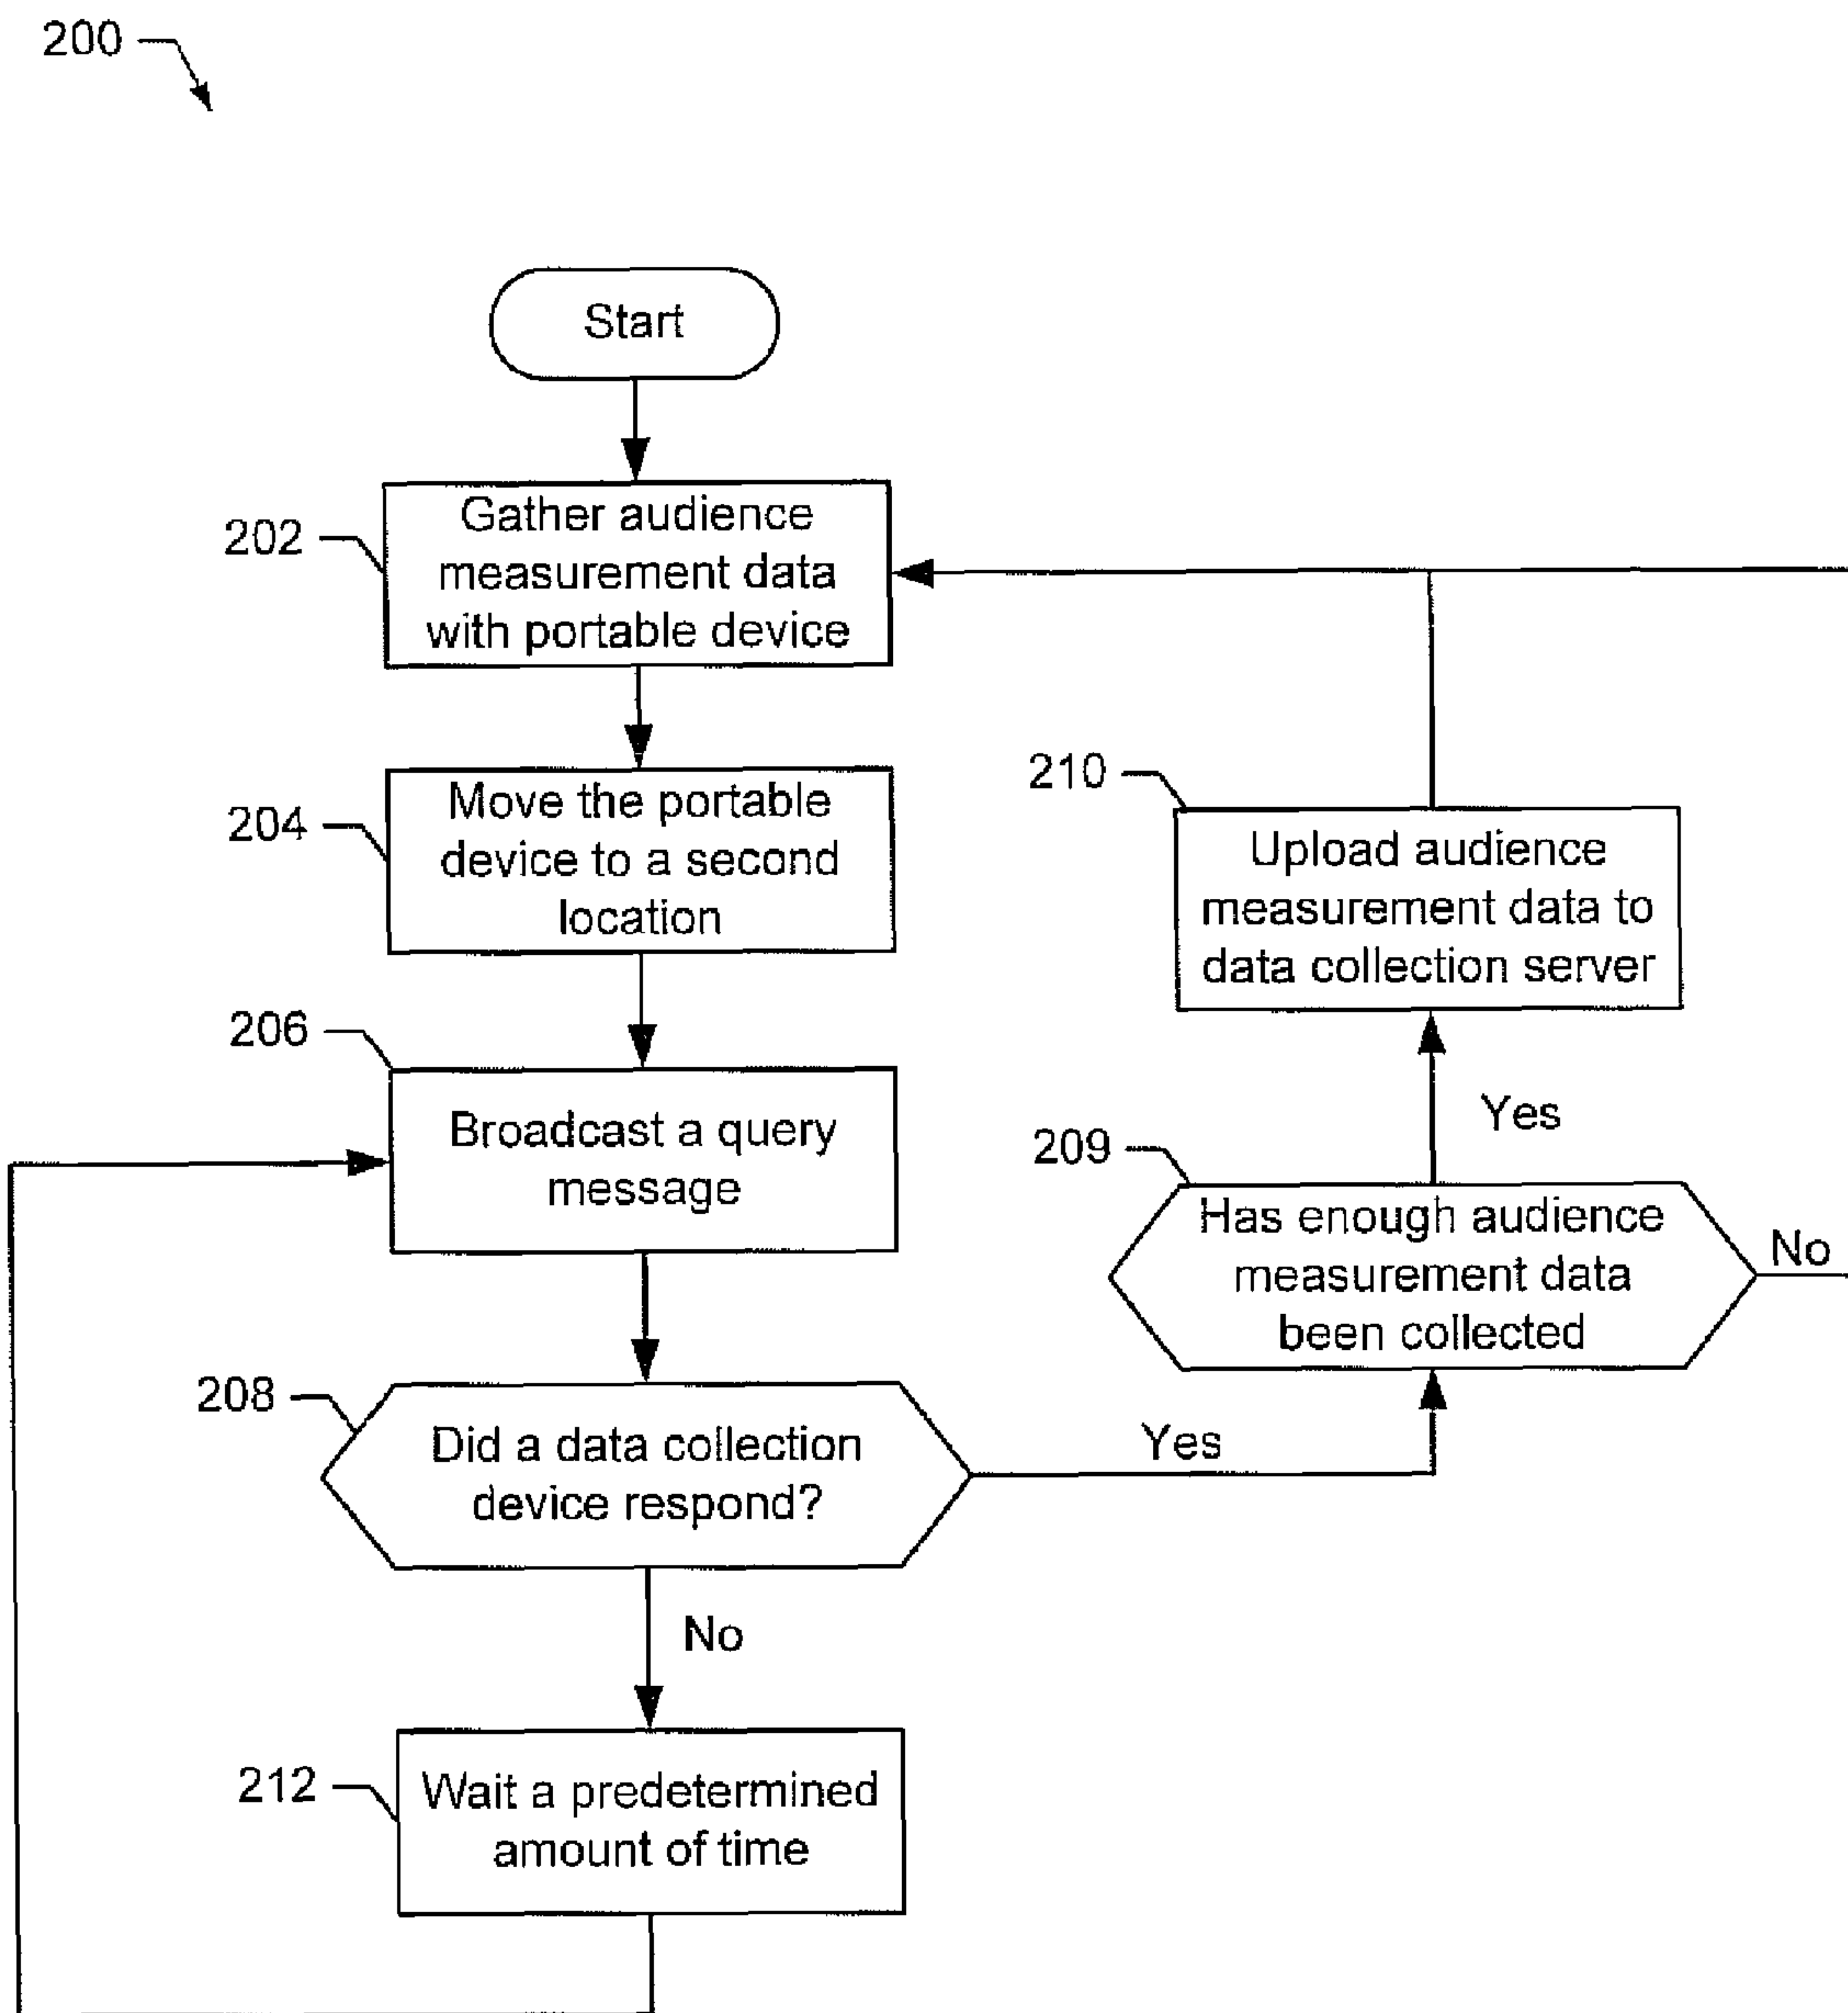 200
Start
202
Gather audience
measurement data
with portable device
204
Move the portable
device to a second
location
210
Upload audience
measurement data to
data collection server
206
Broadcast a query
message
Yes
209
Has enough audience
measurement data
been collected
No
208
Did a data collection
device respond?
Yes
No
212
Wait a predetermined
amount of time